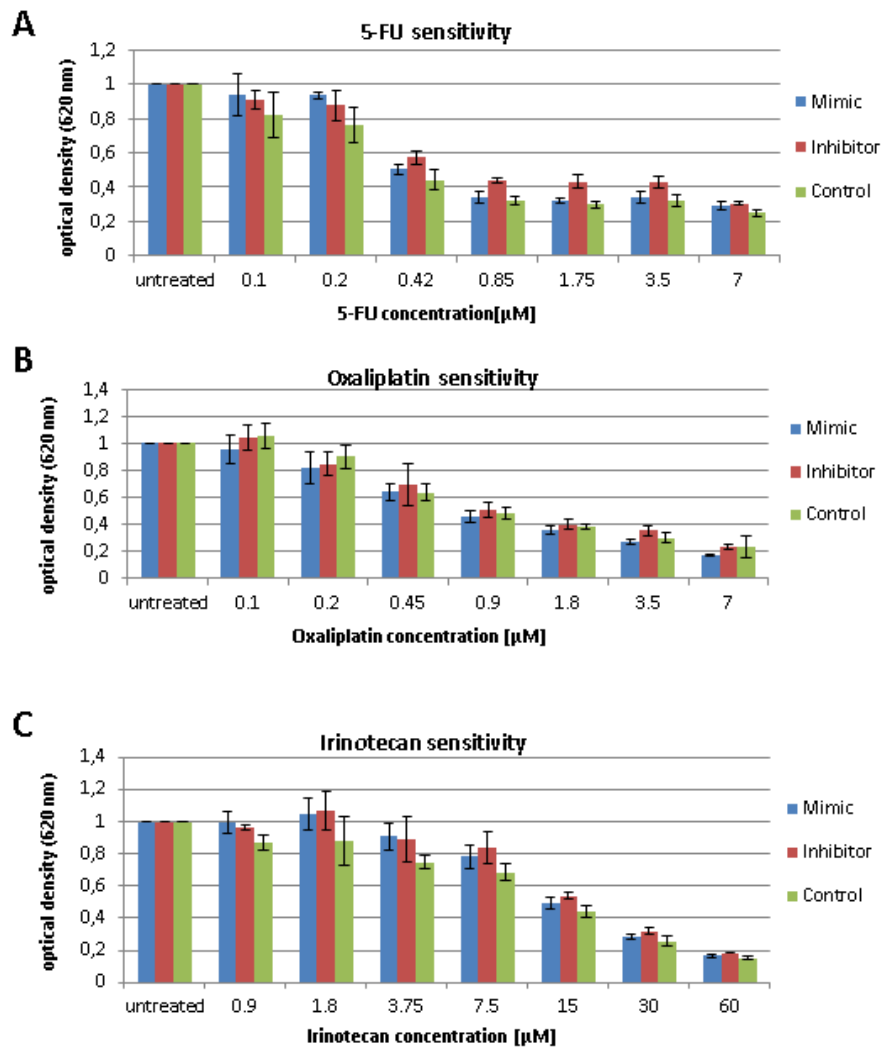 A
5-FU sensitivity
optical density (620 nm)
1,2
1
0,8
0,6
0,4
0,2
0
untreated 0.1 0.2 0.42 0.85 1.75 3.5 7
5-FU concentration[µM]
Mimic
Inhibitor
Control
B
Oxaliplatin sensitivity
optical density (620 nm)
1,4
1,2
1
0,8
0,6
0,4
0,2
0
untreated 0.1 0.2 0.45 0.9 1.8 3.5 7
Oxaliplatin concentration [µM]
Mimic
Inhibitor
Control
C
Irinotecan sensitivity
optical density (620 nm)
1,4
1,2
1
0,8
0,6
0,4
0,2
0
untreated 0.9 1.8 3.75 7.5 15 30 60
Irinotecan concentration [µM]
Mimic
Inhibitor
Control